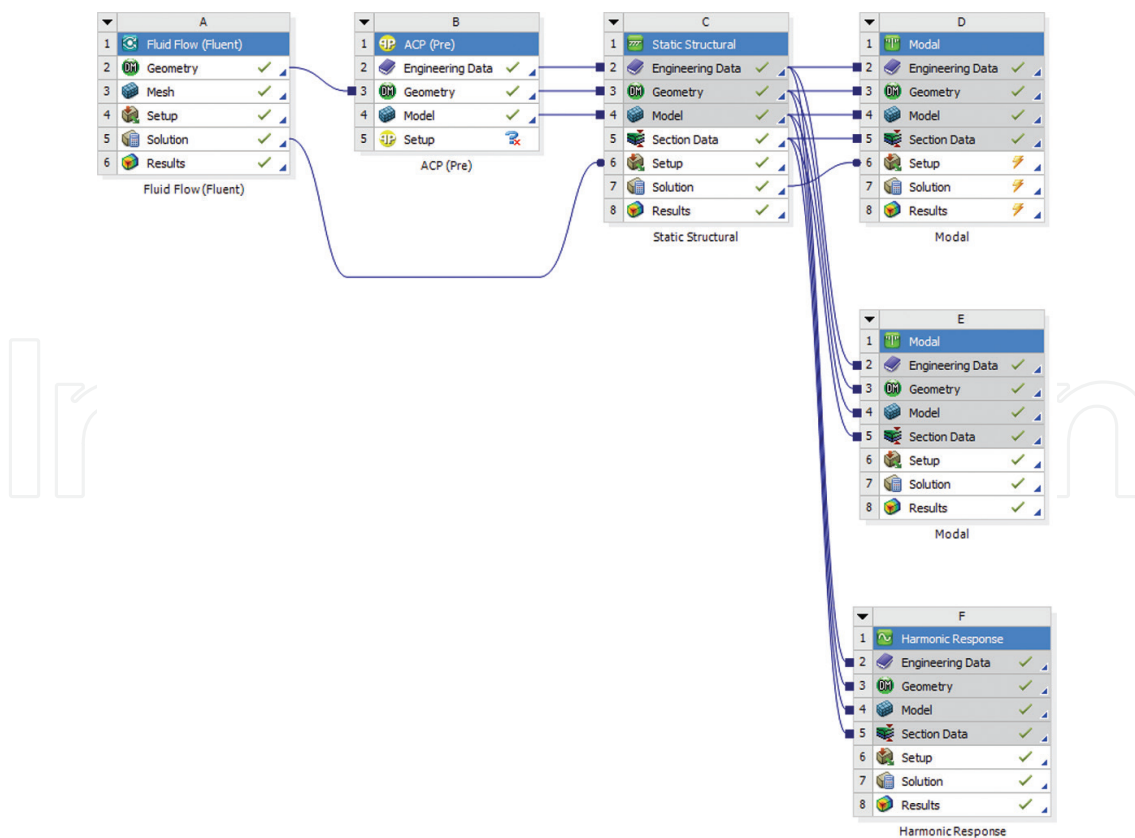 A
1 Fluid Flow (Fluent)
2 Geometry
3 Mesh
4 Setup
5 Solution
6 Results
Fluid Flow (Fluent)
B
1 ACP (Pre)
2 Engineering Data
3 Geometry
4 Model
5 Setup
ACP (Pre)
C
1 Static Structural
2 Engineering Data
3 Geometry
4 Model
5 Section Data
6 Setup
7 Solution
8 Results
Static Structural
D
1 Modal
2 Engineering Data
3 Geometry
4 Model
5 Section Data
6 Setup
7 Solution
8 Results
Modal
E
1 Modal
2 Engineering Data
3 Geometry
4 Model
5 Section Data
6 Setup
7 Solution
8 Results
Modal
F
1 Harmonic Response
2 Engineering Data
3 Geometry
4 Model
5 Section Data
6 Setup
7 Solution
8 Results
Harmonic Response